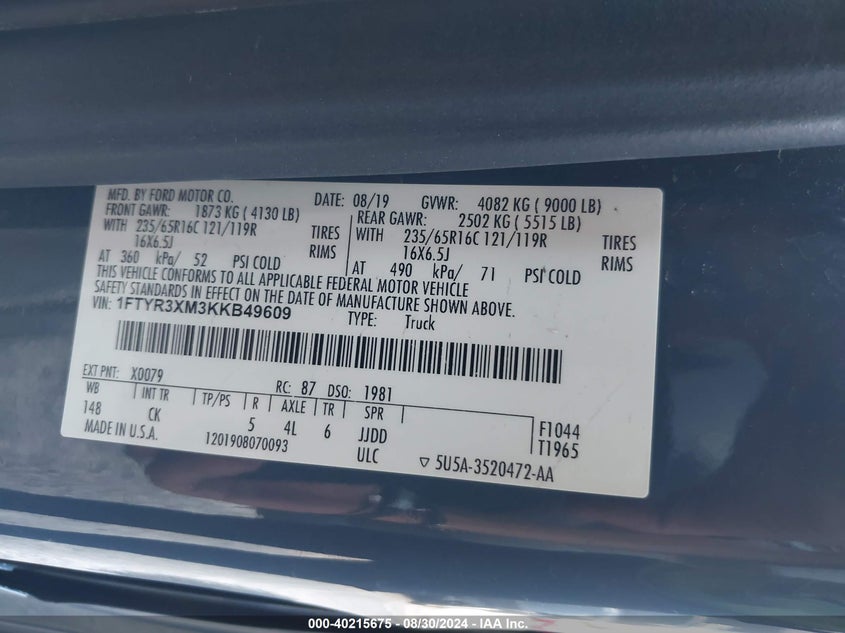 MFD. BY FORD MOTOR CO. DATE: 08/19 GVWR: 4082 KG ( 9000 LB)
FRONT GAWR: 1873 KG ( 4130 LB) REAR GAWR: 2502 KG ( 5515 LB)
WITH 235/65R16C 121/119R TIRES WITH 235/65R16C 121/119R TIRES
16X6.5J RIMS 16X6.5J RIMS
AT 360 kPa/ 52 PSI COLD AT 490 kPa/ 71 PSI COLD
THIS VEHICLE CONFORMS TO ALL APPLICABLE FEDERAL MOTOR VEHICLE
SAFETY STANDARDS IN EFFECT ON THE DATE OF MANUFACTURE SHOWN ABOVE.
VIN: 1FTYR3XM3KKB49609 TYPE: Truck
EXT PNT: X0079 RC: 87 DSO: 1981
WB INT TR TP/PS R AXLE TR SPR F1044
148 CK 5 4L 6 JJDD T1965
MADE IN U.S.A. 1201908070093 ULC ▽ 5U5A-3520472-AA
000-40215675 - 08/30/2024 - IAA Inc.